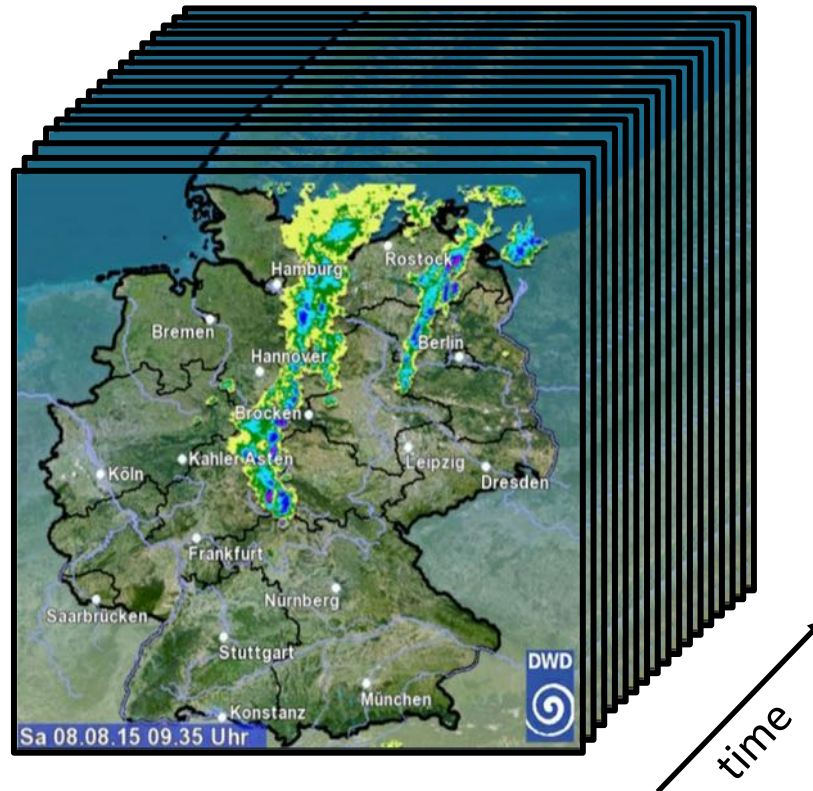 Rostock
Hamburg
Bremen
Berlin
Hannover
Brocken
Kahler Asten
Leipzig
Köln
Dresden
Frankfurt
Nürnberg
Saarbrücken
Stuttgart
DWD
München
Konstanz
Sa 08.08.15 09.35 Uhr
time